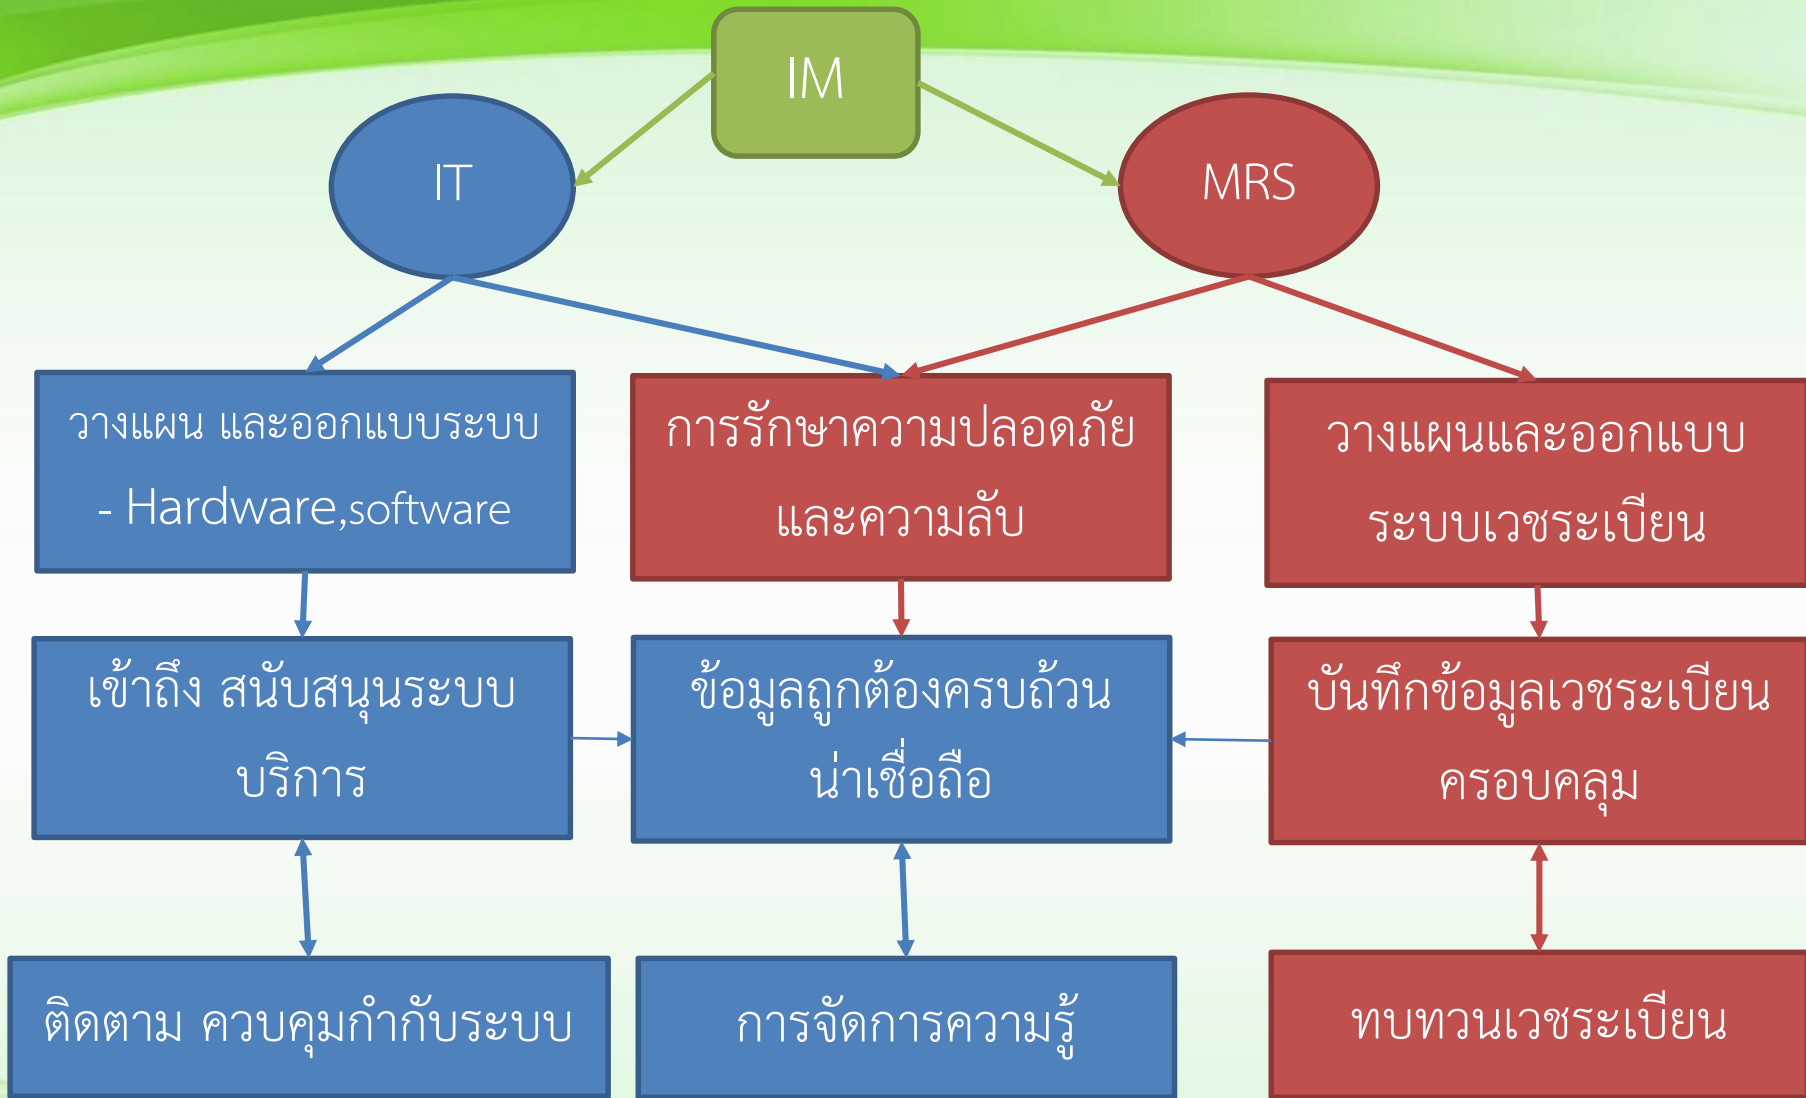 IM
IT
MRS
วางแผน และออกแบบระบบ
- Hardware,software
การรักษาความปลอดภัย
และความลับ
วางแผนและออกแบบ
ระบบเวชระเบียน
เข้าถึง สนับสนุนระบบ
บริการ
ข้อมูลถูกต้องครบถ้วน
น่าเชื่อถือ
บันทึกข้อมูลเวชระเบียน
ครอบคลุม
ติดตาม ควบคุมกำกับระบบ
การจัดการความรู้
ทบทวนเวชระเบียน